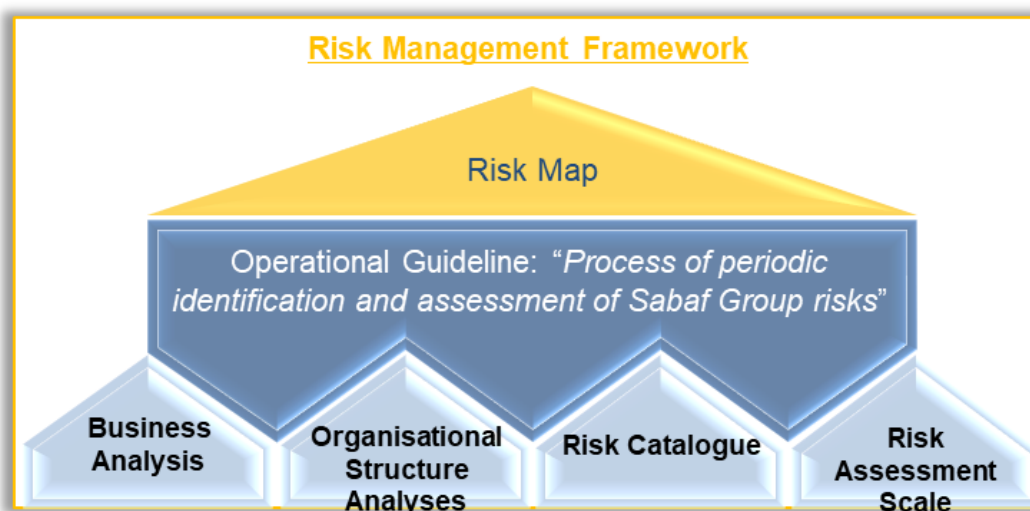 Risk Management Framework
Risk Map
Operational Guideline: “Process of periodic
identification and assessment of Sabaf Group risks”
Business
Analysis
Organisational
Structure
Analyses
Risk Catalogue
Risk
Assessment
Scale